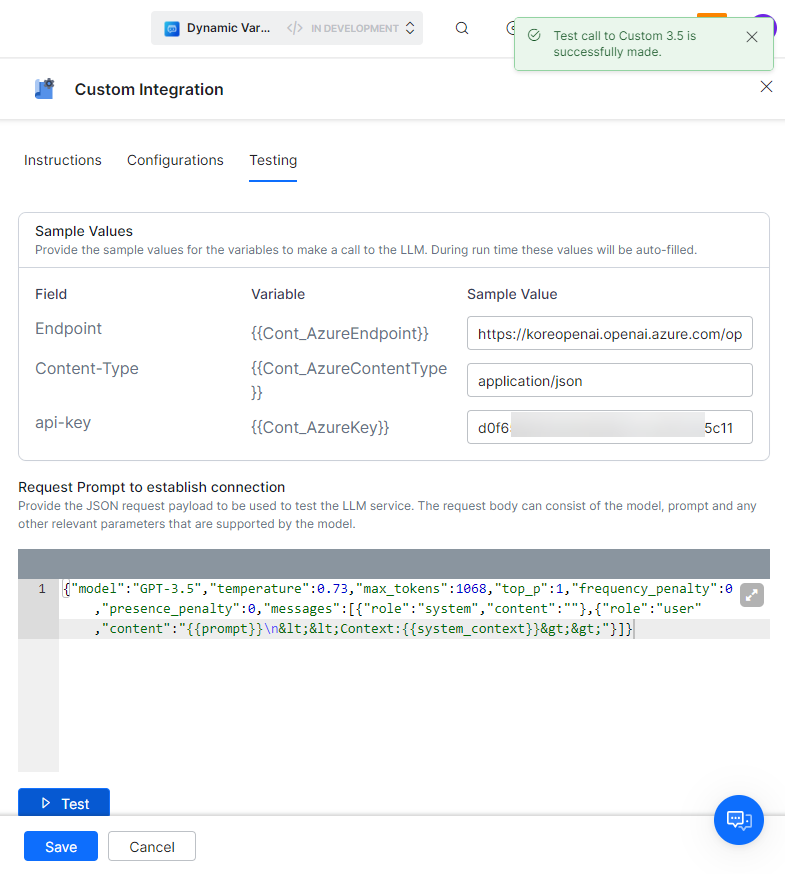 Dynamic Var... </> IN DEVELOPMENT
Test call to Custom 3.5 is
successfully made.
Custom Integration
Instructions Configurations Testing
Sample Values
Provide the sample values for the variables to make a call to the LLM. During run time these values will be auto-filled.
Field Variable Sample Value
Endpoint {{Cont_AzureEndpoint}} https://koreopenai.openai.azure.com/op
Content-Type {{Cont_AzureContentType
}} application/json
api-key {{Cont_AzureKey}} d0f6 5c11
Request Prompt to establish connection
Provide the JSON request payload to be used to test the LLM service. The request body can consist of the model, prompt and any
other relevant parameters that are supported by the model.
1 {"model":"GPT-3.5","temperature":0.73,"max_tokens":1068,"top_p":1,"frequency_penalty":0
,"presence_penalty":0,"messages":[{"role":"system","content":""},{"role":"user"
,"content":"{{prompt}}\n&lt;&lt;Context:{{system_context}}&gt;&gt;"}]}
Test
Save Cancel